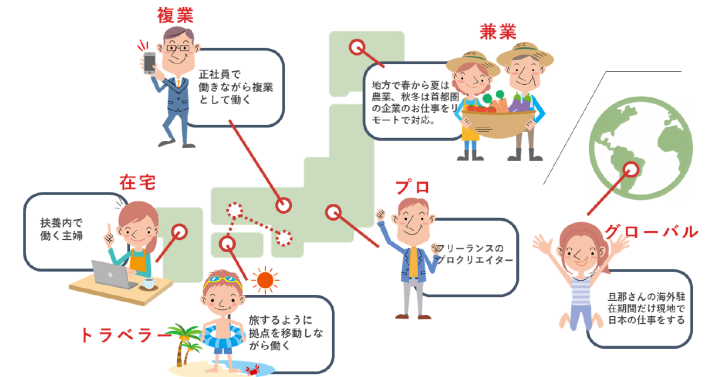 複業
正社員で
働きながら複業
として働く
兼業
地方で春から夏は
農業、秋冬は首都圏
の企業のお仕事をリ
モートで対応。
在宅
扶養内で
働く主婦
プロ
フリーランスの
プロクリエイター
グローバル
旦那さんの海外駐
在期間だけ現地で
日本の仕事をする
トラベラー
旅するように
拠点を移動しな
がら働く